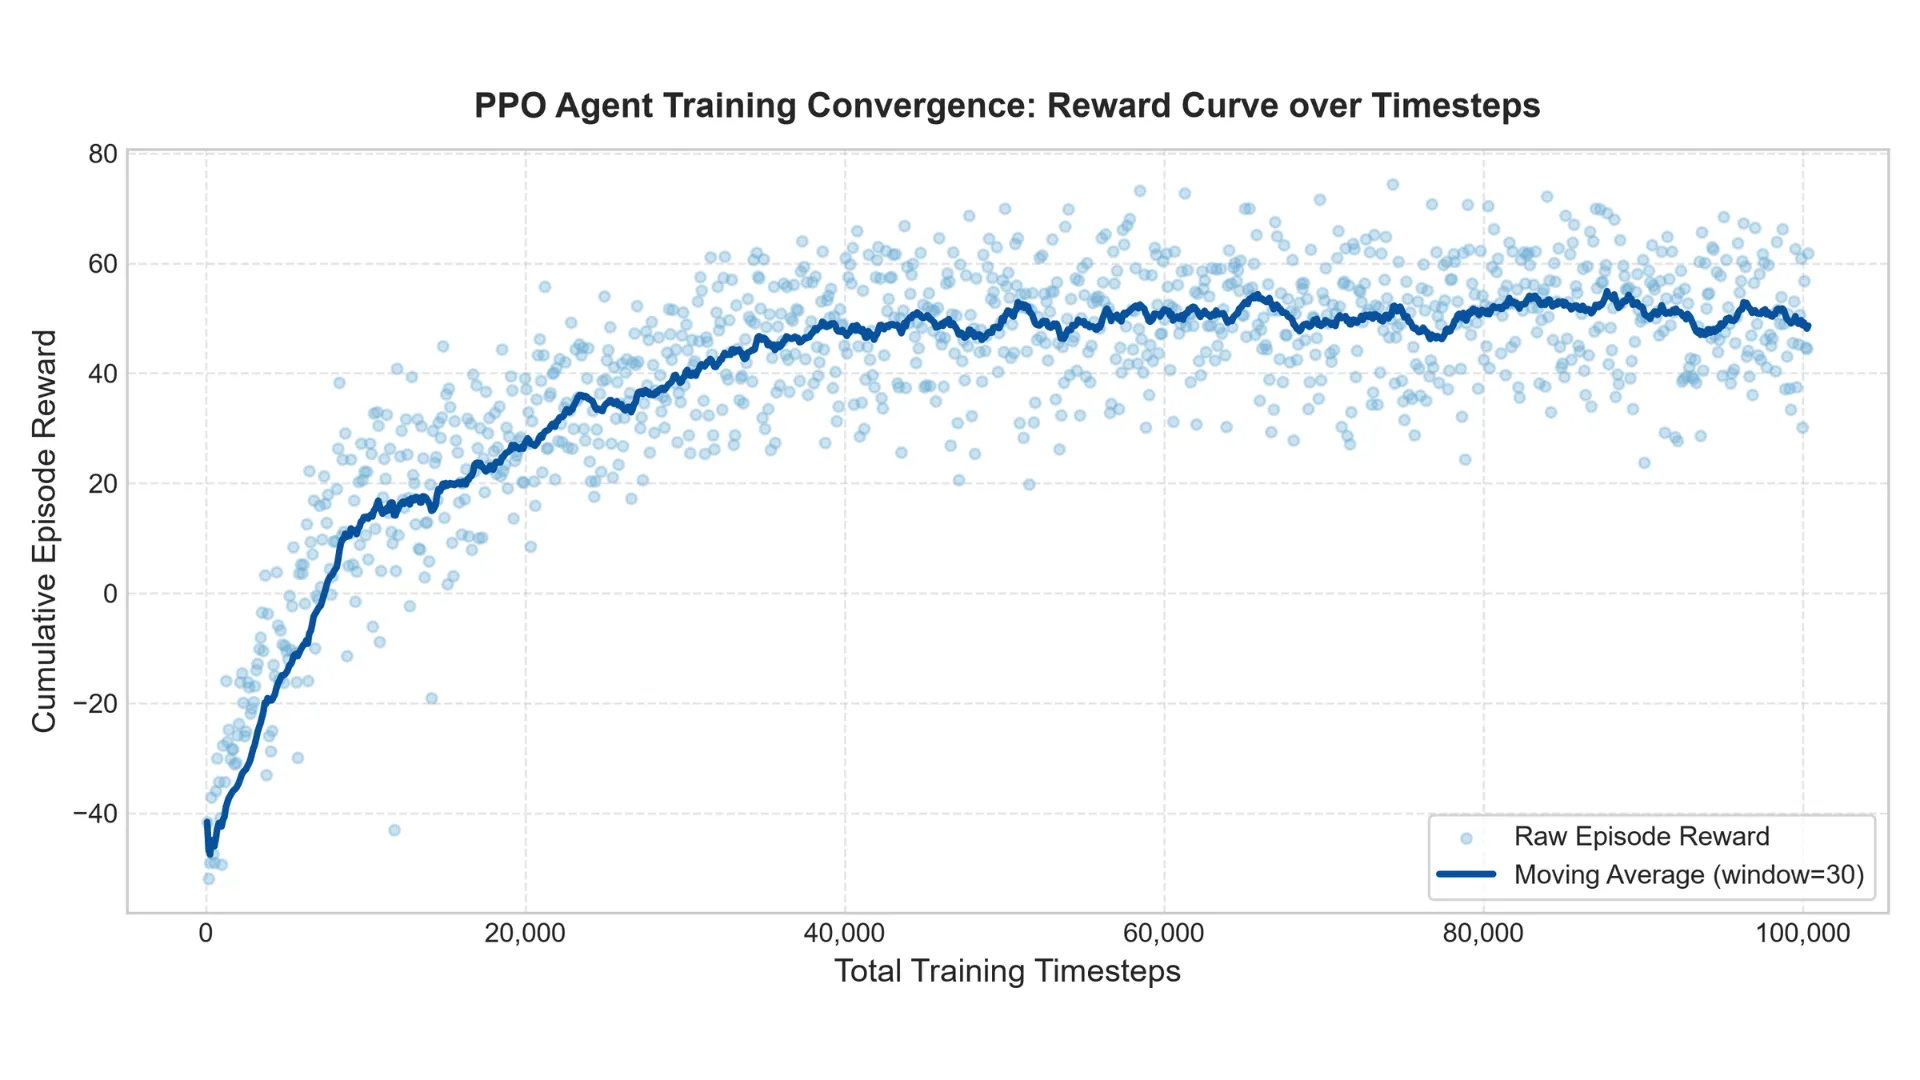 PPO Agent Training Convergence: Reward Curve over Timesteps
Cumulative Episode Reward
80
60
40
20
0
−20
−40
0
20,000
40,000
60,000
80,000
100,000
Total Training Timesteps
Raw Episode Reward
Moving Average (window=30)